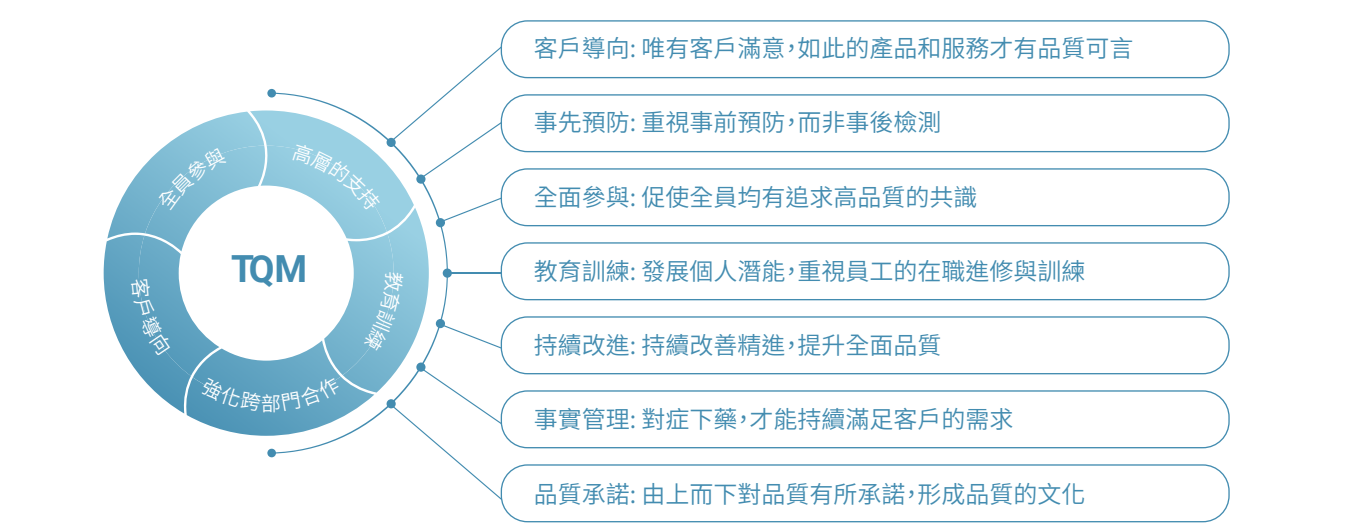 全員參與
高層的支持
TQM
教育訓練
客戶導向
強化跨部門合作
客戶導向: 唯有客戶滿意,如此的產品和服務才有品質可言
事先預防: 重視事前預防,而非事後檢測
全面參與: 促使全員均有追求高品質的共識
教育訓練: 發展個人潛能,重視員工的在職進修與訓練
持續改進: 持續改善精進,提升全面品質
事實管理: 對症下藥,才能持續滿足客戶的需求
品質承諾: 由上而下對品質有所承諾,形成品質的文化